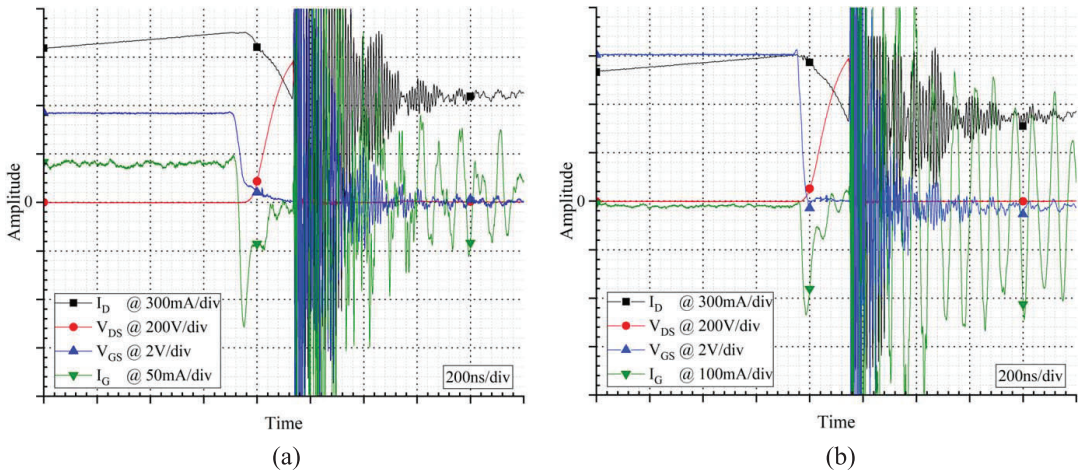 Amplitude
0
I_D @ 300mA/div
V_DS @ 200V/div
V_GS @ 2V/div
I_G @ 50mA/div
200ns/div
Time
(a)
Amplitude
0
I_D @ 300mA/div
V_DS @ 200V/div
V_GS @ 2V/div
I_G @ 100mA/div
200ns/div
Time
(b)